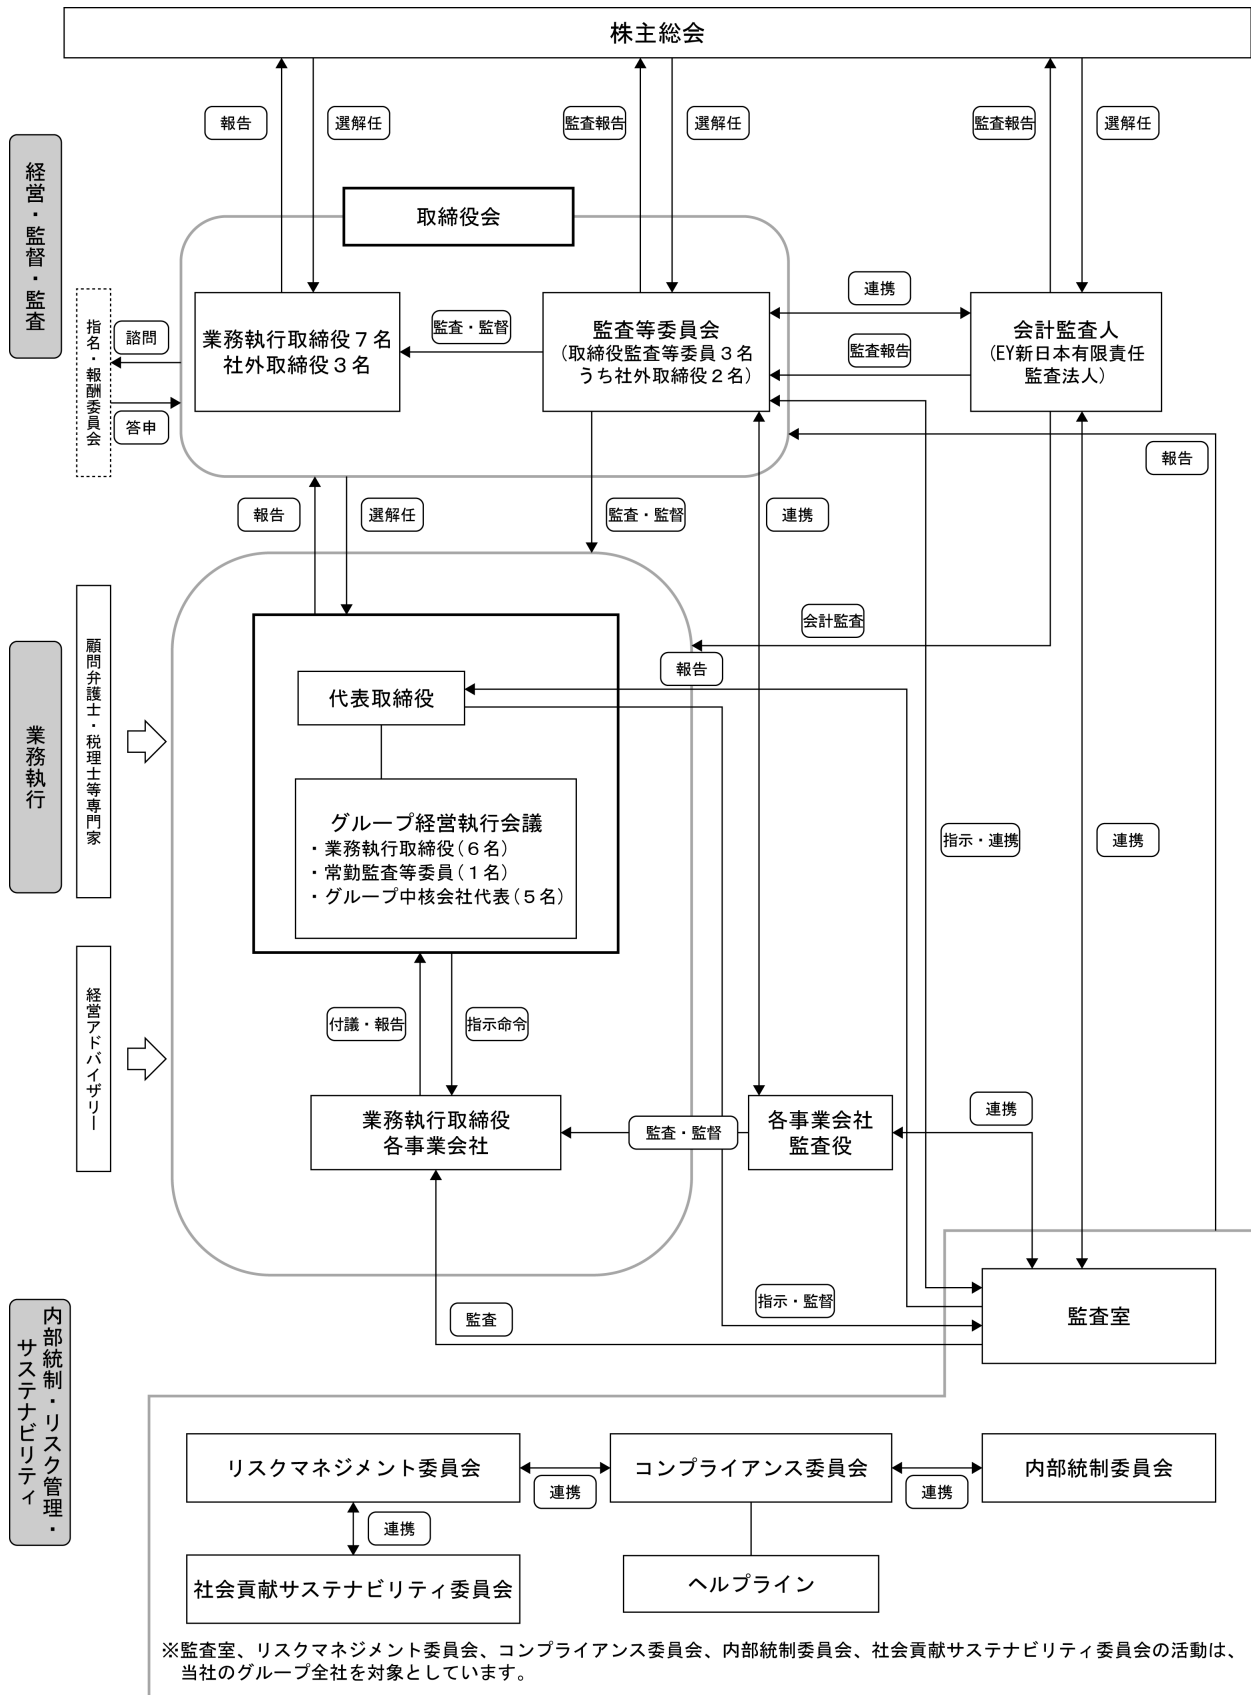 株主総会
報告
選解任
監査報告
選解任
監査報告
選解任
経営・監督・監査
取締役会
指名・報酬委員会
諮問
答申
業務執行取締役７名
社外取締役３名
監査・監督
監査等委員会
(取締役監査等委員３名
うち社外取締役２名)
連携
監査報告
会計監査人
(EY新日本有限責任
監査法人)
報告
報告
選解任
監査・監督
連携
業務執行
顧問弁護士・税理士等専門家
会計監査
報告
代表取締役
グループ経営執行会議
・業務執行取締役(６名)
・常勤監査等委員(１名)
・グループ中核会社代表(５名)
指示・連携
連携
経営アドバイザリー
付議・報告
指示命令
業務執行取締役
各事業会社
監査・監督
各事業会社
監査役
連携
内部統制・リスク管理・
サステナビリティ
監査
指示・監督
監査室
リスクマネジメント委員会
連携
コンプライアンス委員会
連携
内部統制委員会
連携
社会貢献サステナビリティ委員会
ヘルプライン
※監査室、リスクマネジメント委員会、コンプライアンス委員会、内部統制委員会、社会貢献サステナビリティ委員会の活動は、
当社のグループ全社を対象としています。